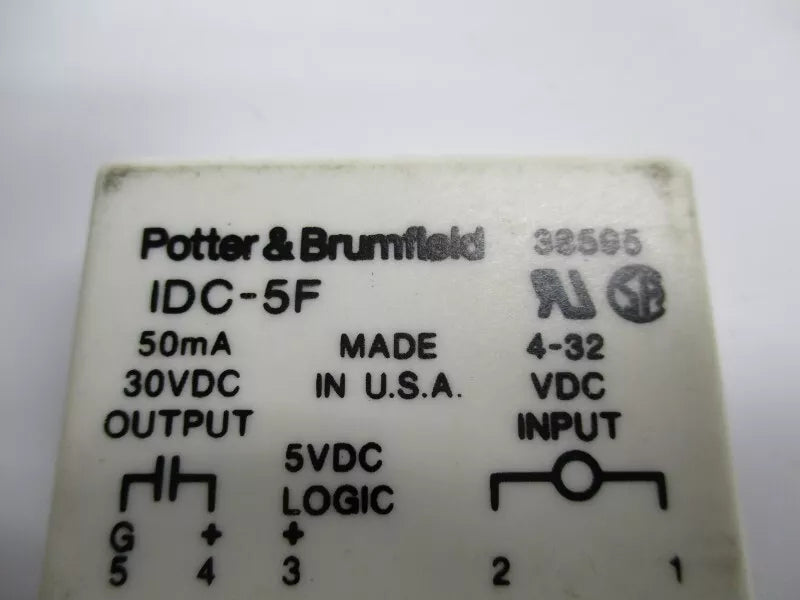 Potter & Brumfield 38595
IDC-5F
50mA MADE 4-32
30VDC IN U.S.A. VDC
OUTPUT INPUT
5VDC
LOGIC
G + +
5 4 3 2 1